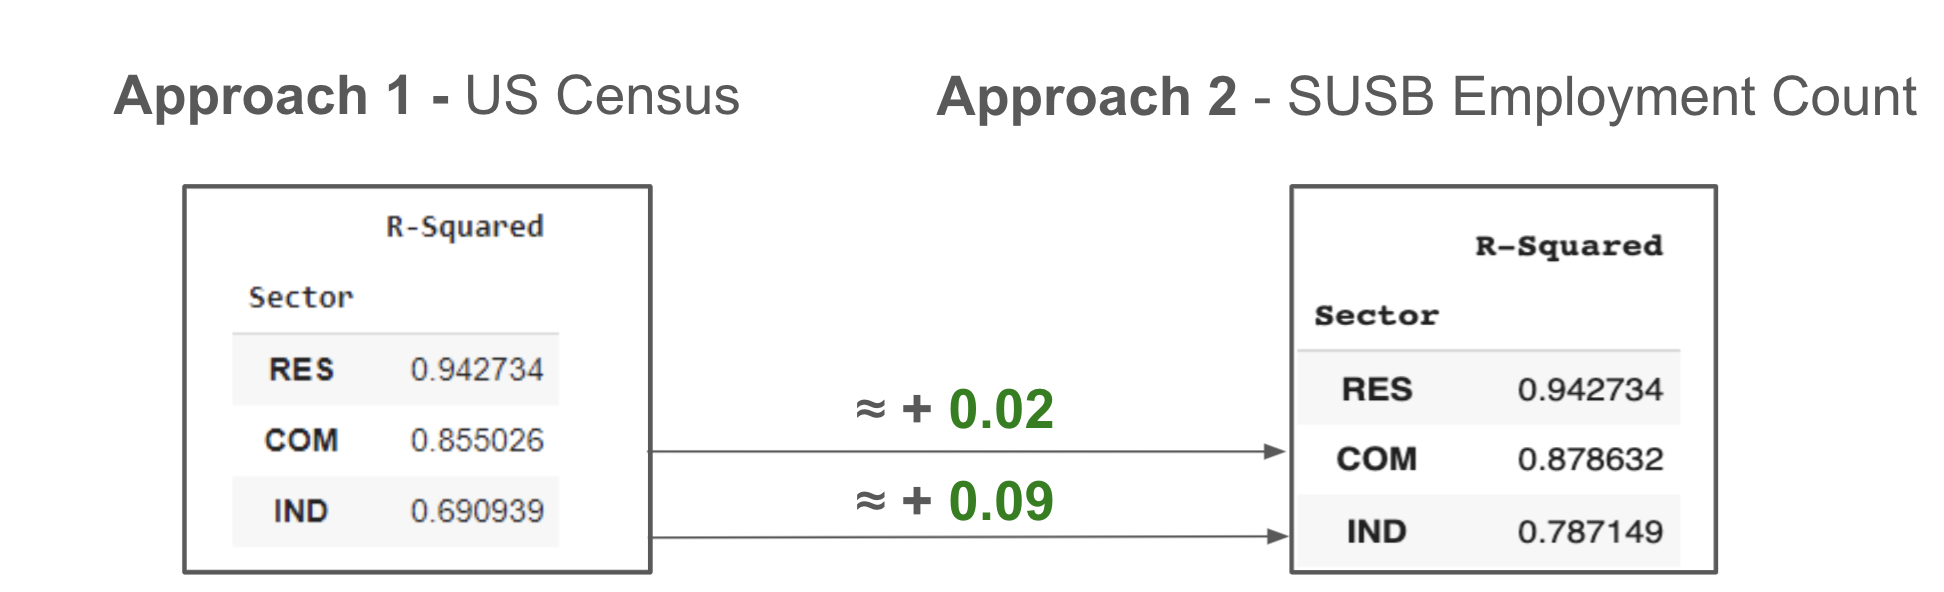 Approach 1 - US Census
Approach 2 - SUSB Employment Count
R-Squared
Sector
RES 0.942734
COM 0.855026
IND 0.690939
≈ + 0.02
≈ + 0.09
R-Squared
Sector
RES 0.942734
COM 0.878632
IND 0.787149